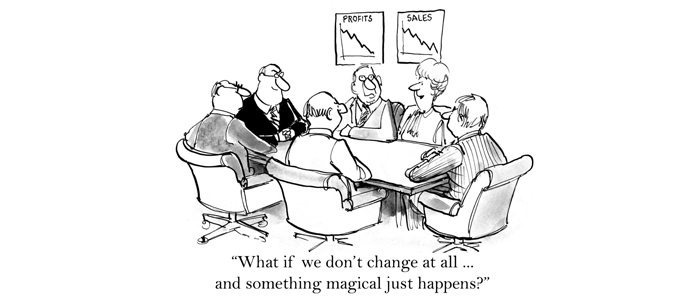 PROFITS
SALES
“What if we don’t change at all ...
and something magical just happens?”